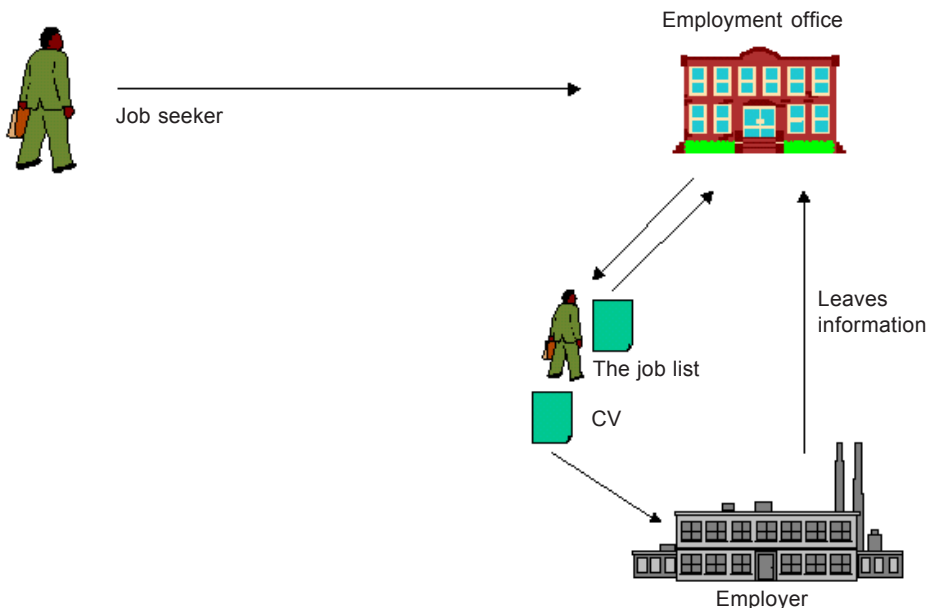 Employment office
Job seeker
Leaves
information
The job list
CV
Employer